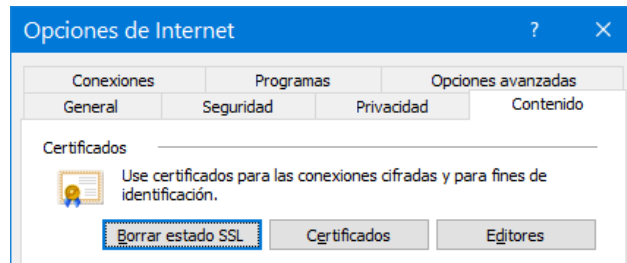 Opciones de Internet ? ×
Conexiones Programas Opciones avanzadas
General Seguridad Privacidad Contenido
Certificados
Use certificados para las conexiones cifradas y para fines de
identificación.
Borrar estado SSL Certificados Editores